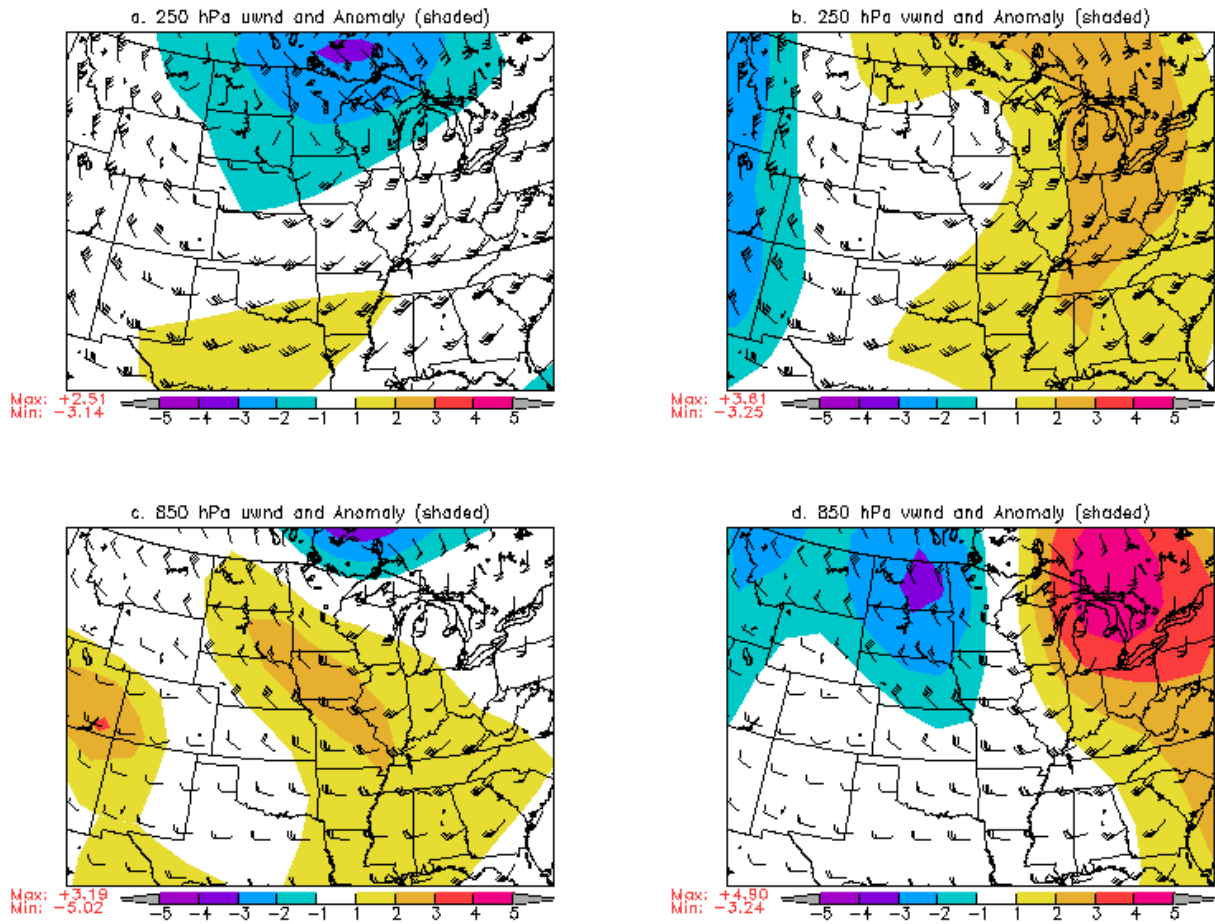 a. 250 hPa uwnd and Anomaly (shaded)
Max: +2.51
Min: -3.14
-5 -4 -3 -2 -1 1 2 3 4 5
b. 250 hPa vwnd and Anomaly (shaded)
Max: +3.61
Min: -3.25
-5 -4 -3 -2 -1 1 2 3 4 5
c. 850 hPa uwnd and Anomaly (shaded)
Max: +3.19
Min: -5.02
-5 -4 -3 -2 -1 1 2 3 4 5
d. 850 hPa vwnd and Anomaly (shaded)
Max: +4.90
Min: -3.24
-5 -4 -3 -2 -1 1 2 3 4 5